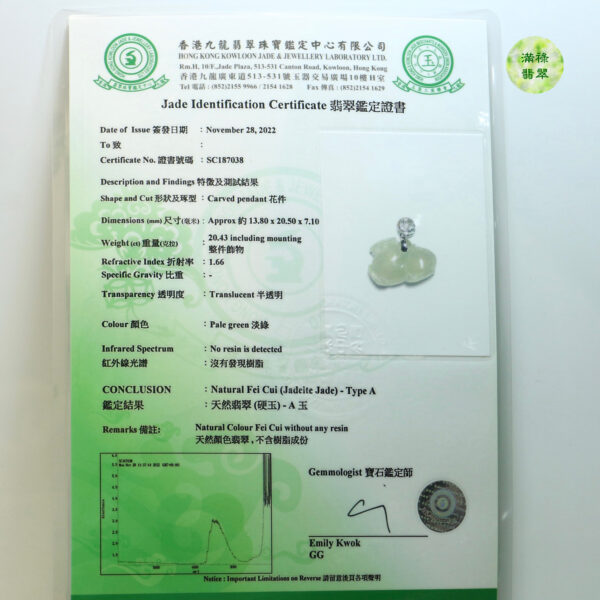 香港九龍翡翠珠寶鑑定中心有限公司
HONG KONG KOWLOON JADE & JEWELLERY LABORATORY LTD.
Rm.H, 10/F.,Jade Plaza, 513-531 Canton Road, Kowloon, Hong Kong
香港九龍廣東道513-531號玉器交易廣場10樓H室
Tel 電話 : (852)2155 9966 / 2154 1628 Fax 傳真 : (852)2154 1629
滿祿
翡翠
Jade Identification Certificate 翡翠鑑定證書
Date of Issue 簽發日期 : November 28, 2022
To 致 :
Certificate No. 證書號碼 : SC187038
Description and Findings 特徵及測試結果
Shape and Cut 形狀及琢型 : Carved pendant 花件
Dimensions (mm) 尺寸(毫米) : Approx 約 13.80 x 20.50 x 7.10
Weight (ct) 重量(克拉) : 20.43 including mounting
整件飾物
Refractive Index 折射率 : 1.66
Specific Gravity 比重 : -
Transparency 透明度 : Translucent 半透明
Colour 顏色 : Pale green 淡綠
Infrared Spectrum : No resin is detected
紅外線光譜 : 沒有發現樹脂
CONCLUSION : Natural Fei Cui (Jadeite Jade) - Type A
鑑定結果 : 天然翡翠 (硬玉) - A 玉
Remarks 備註: Natural Colour Fei Cui without any resin
天然顏色翡翠, 不含樹脂成份
Gemmologist 寶石鑑定師
Emily Kwok
GG
Notice : Important Limitations on Reverse 請留意後頁各項聲明